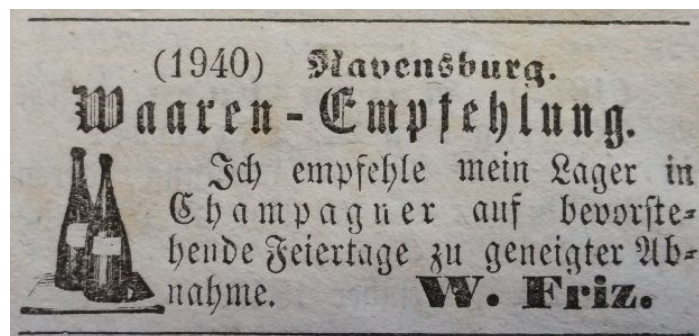 (1940) Ravensburg.
Waaren-Empfehlung.
Ich empfehle mein Lager in
Champagner auf bevorste-
hende Feiertage zu geneigter Ab-
nahme. W. Friz.